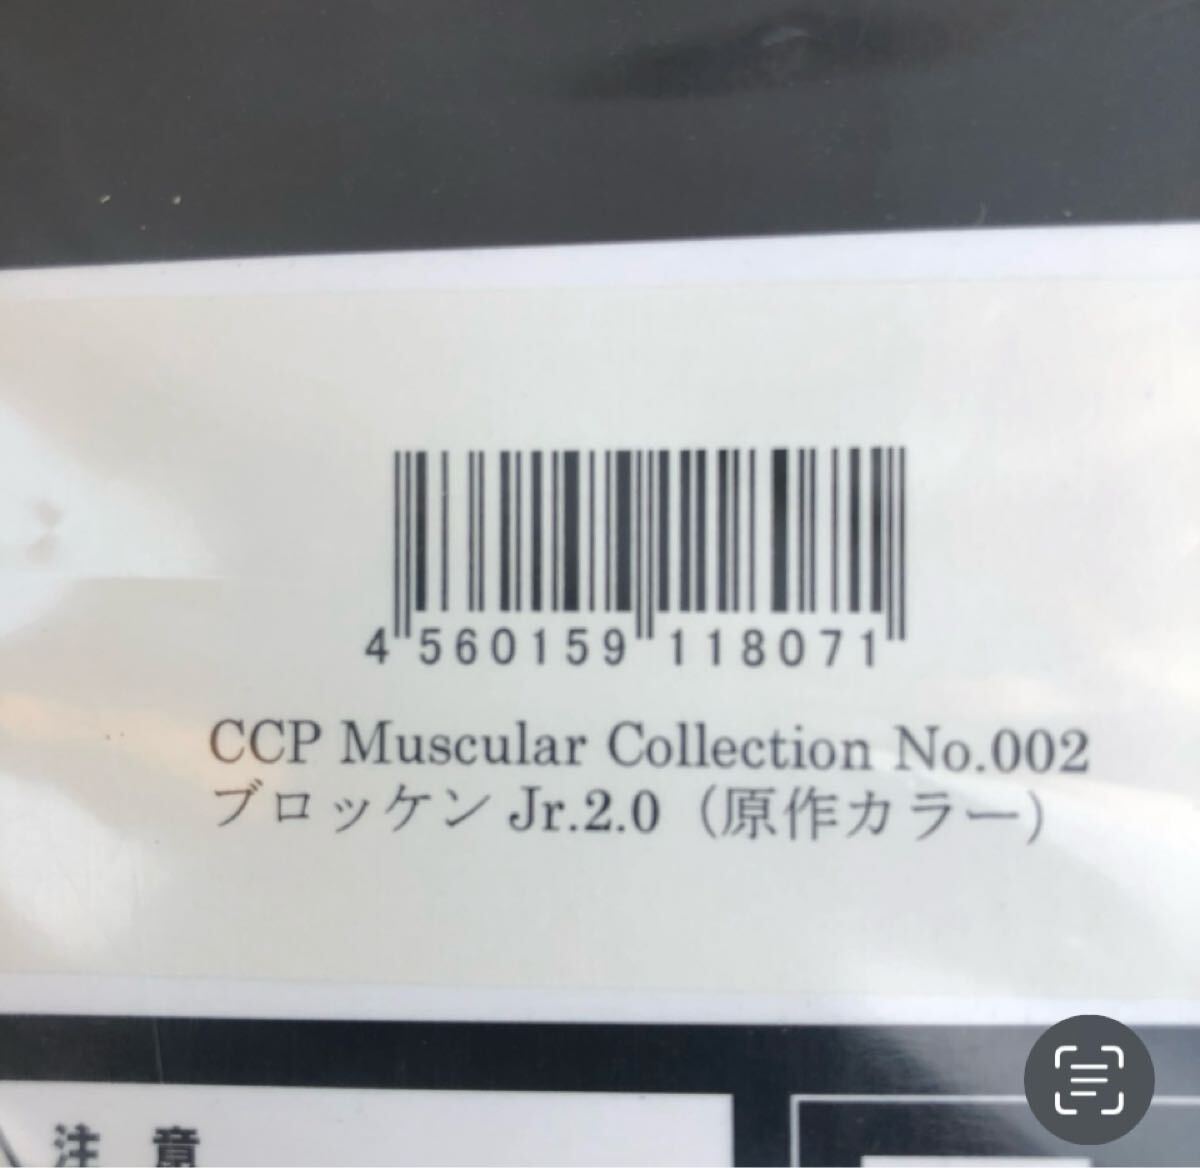 4 560159 118071
CCP Muscular Collection No.002
ブロッケン Jr.2.0（原作カラー）
注 意